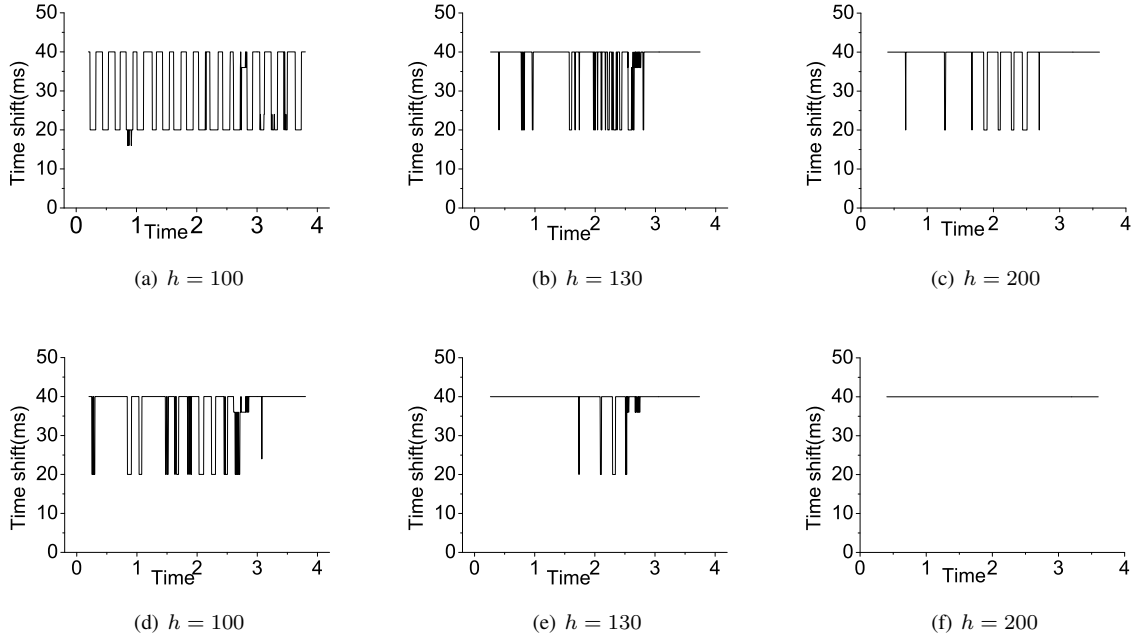 50
40
30
20
10
0
Time shift(ms)
0 1 2 3 4
Time
(a) h = 100
50
40
30
20
10
0
Time shift(ms)
0 1 2 3 4
Time
(b) h = 130
50
40
30
20
10
0
Time shift(ms)
0 1 2 3 4
Time
(c) h = 200
50
40
30
20
10
0
Time shift(ms)
0 1 2 3 4
Time
(d) h = 100
50
40
30
20
10
0
Time shift(ms)
0 1 2 3 4
Time
(e) h = 130
50
40
30
20
10
0
Time shift(ms)
0 1 2 3 4
Time
(f) h = 200